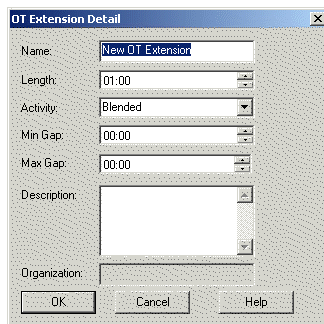 OT Extension Detail
Name: New OT Extension
Length: 01:00
Activity: Blended
Min Gap: 00:00
Max Gap: 00:00
Description:
Organization:
OK Cancel Help